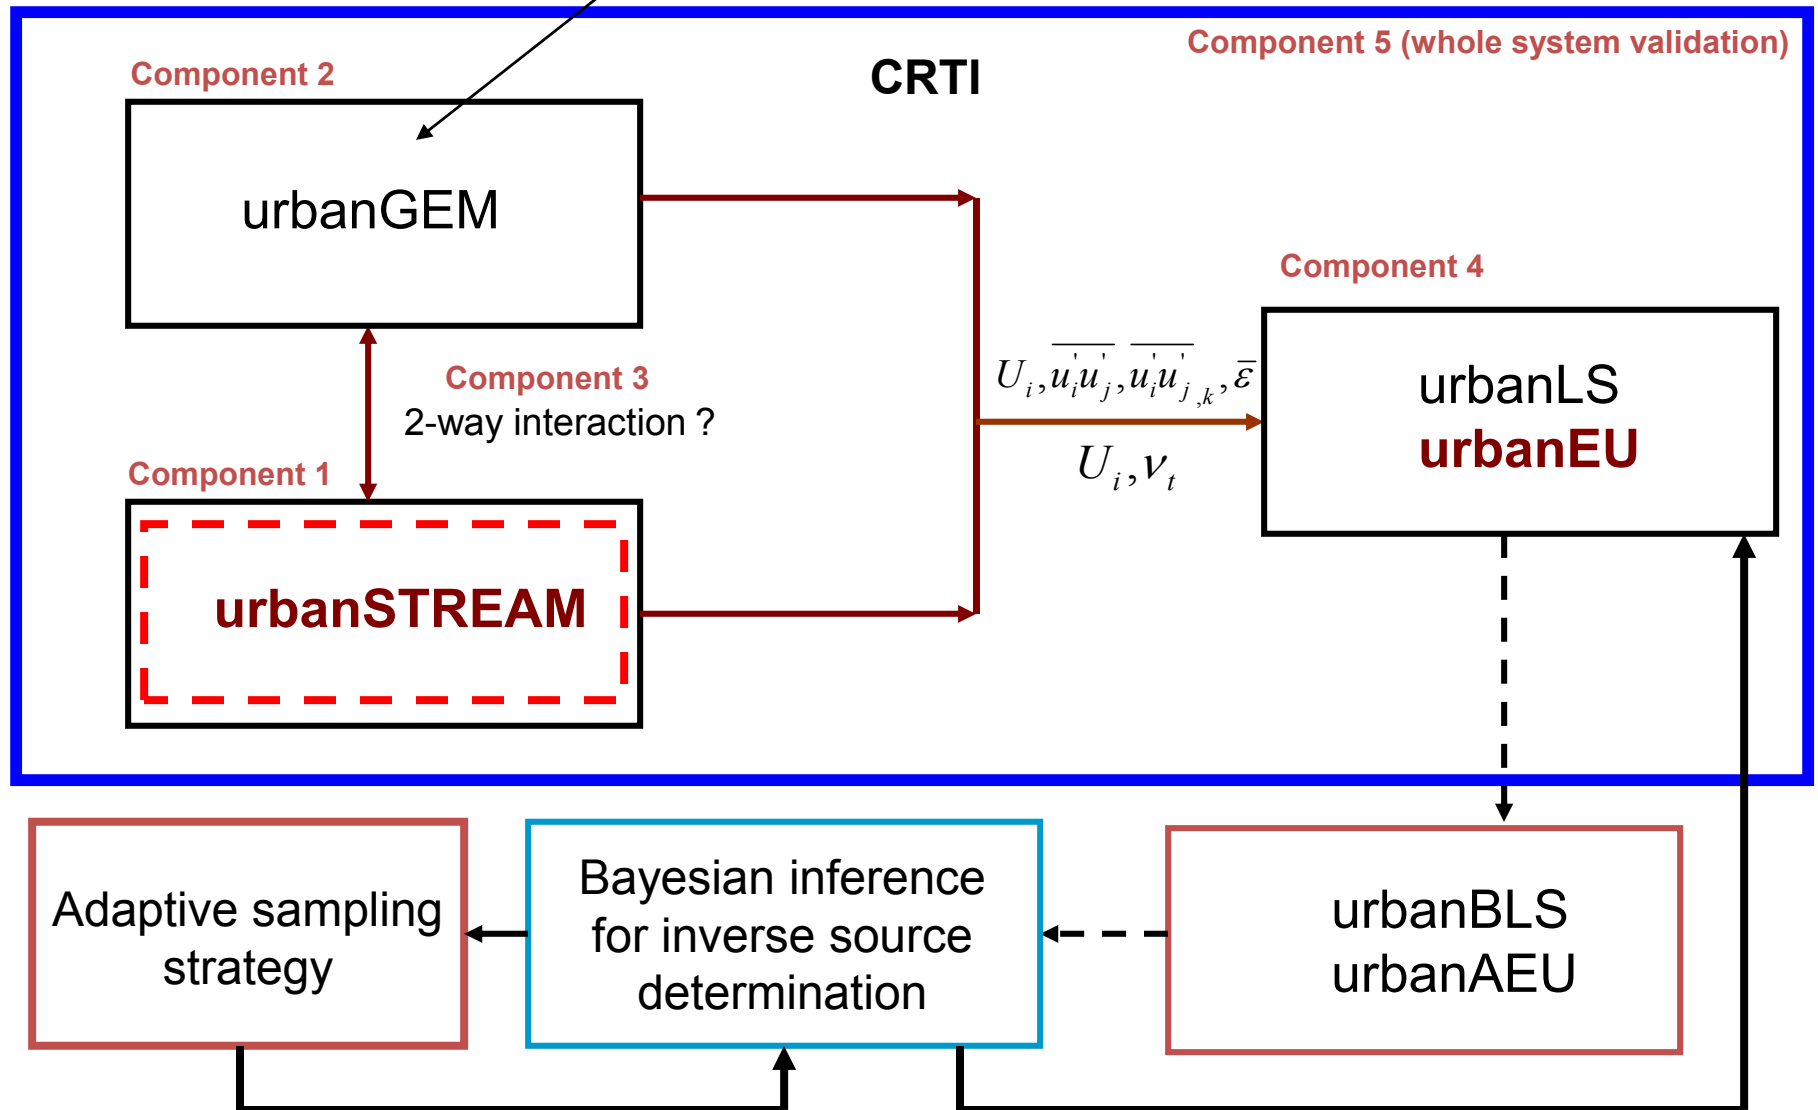 Component 5 (whole system validation)
CRTI
Component 2
urbanGEM
Component 3
2-way interaction ?
Component 1
urbanSTREAM
$U_i, \overline{u_i' u_j'}, \overline{u_i' u_j'}_{,k}, \overline{\varepsilon}$
$U_i, \nu_t$
Component 4
urbanLS
urbanEU
Adaptive sampling
strategy
Bayesian inference
for inverse source
determination
urbanBLS
urbanAEU